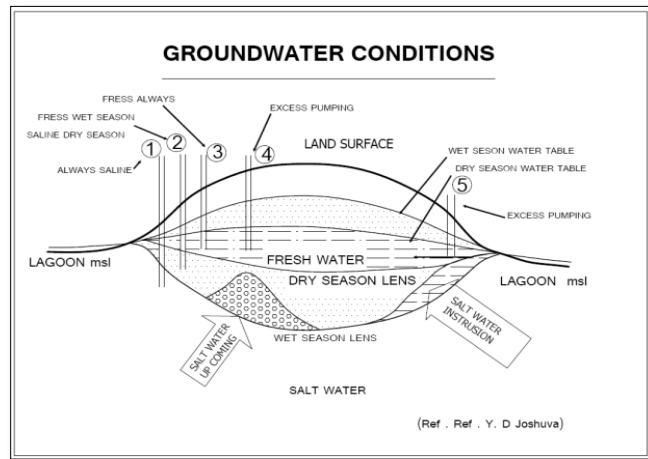 GROUNDWATER CONDITIONS
FRESS ALWAYS
FRESS WET SEASON
SALINE DRY SEASON
EXCESS PUMPING
1
2
3
4
LAND SURFACE
ALWAYS SALINE
WET SESON WATER TABLE
DRY SEASON WATER TABLE
5
EXCESS PUMPING
LAGOON msl
FRESH WATER
DRY SEASON LENS
LAGOON msl
SALT WATER
UP COMING
SALT WATER
INSTRUSION
WET SEASON LENS
SALT WATER
(Ref . Ref . Y. D Joshuva)